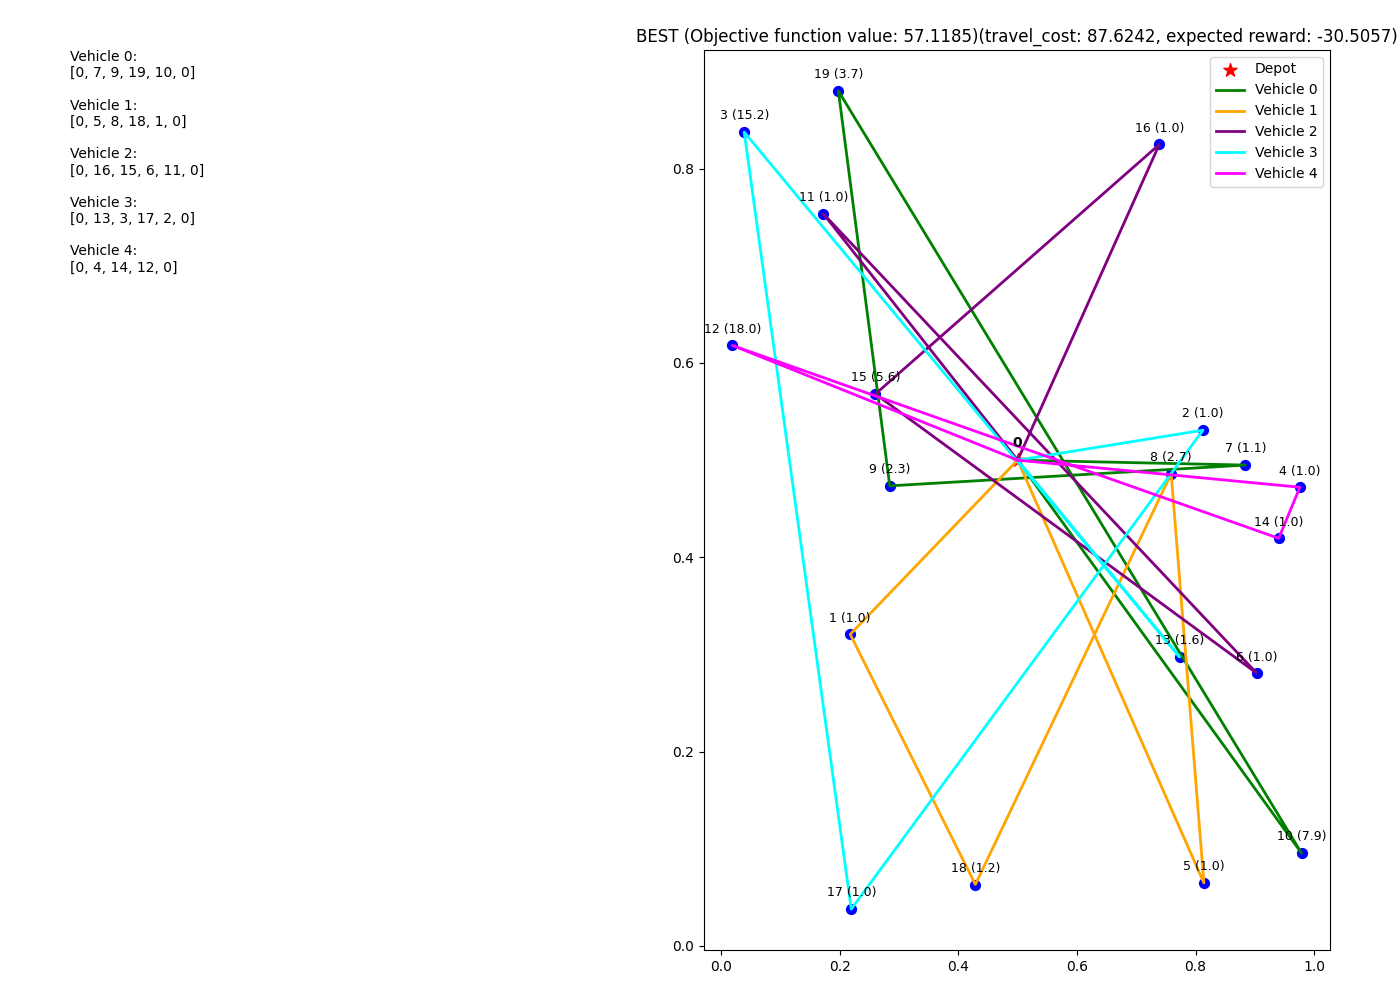 BEST (Objective function value: 57.1185)(travel_cost: 87.6242, expected reward: -30.5057)
Vehicle 0:
[0, 7, 9, 19, 10, 0]
Vehicle 1:
[0, 5, 8, 18, 1, 0]
Vehicle 2:
[0, 16, 15, 6, 11, 0]
Vehicle 3:
[0, 13, 3, 17, 2, 0]
Vehicle 4:
[0, 4, 14, 12, 0]
Depot
Vehicle 0
Vehicle 1
Vehicle 2
Vehicle 3
Vehicle 4
19 (3.7)
3 (15.2)
16 (1.0)
11 (1.0)
12 (18.0)
15 (5.6)
2 (1.0)
0
7 (1.1)
8 (2.7)
9 (2.3)
4 (1.0)
14 (1.0)
1 (1.0)
13 (1.6)
6 (1.0)
10 (7.9)
18 (1.2)
5 (1.0)
17 (1.0)
0.8
0.6
0.4
0.2
0.0
0.0 0.2 0.4 0.6 0.8 1.0